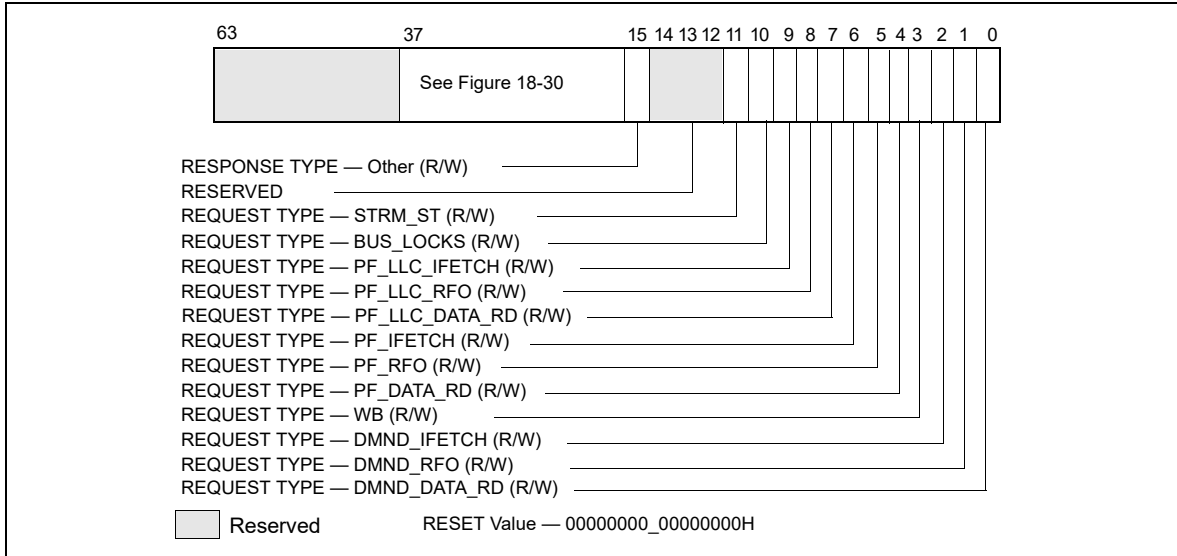 63 37 15 14 13 12 11 10 9 8 7 6 5 4 3 2 1 0
See Figure 18-30
RESPONSE TYPE — Other (R/W)
RESERVED
REQUEST TYPE — STRM_ST (R/W)
REQUEST TYPE — BUS_LOCKS (R/W)
REQUEST TYPE — PF_LLC_IFETCH (R/W)
REQUEST TYPE — PF_LLC_RFO (R/W)
REQUEST TYPE — PF_LLC_DATA_RD (R/W)
REQUEST TYPE — PF_IFETCH (R/W)
REQUEST TYPE — PF_RFO (R/W)
REQUEST TYPE — PF_DATA_RD (R/W)
REQUEST TYPE — WB (R/W)
REQUEST TYPE — DMND_IFETCH (R/W)
REQUEST TYPE — DMND_RFO (R/W)
REQUEST TYPE — DMND_DATA_RD (R/W)
Reserved RESET Value — 00000000_00000000H